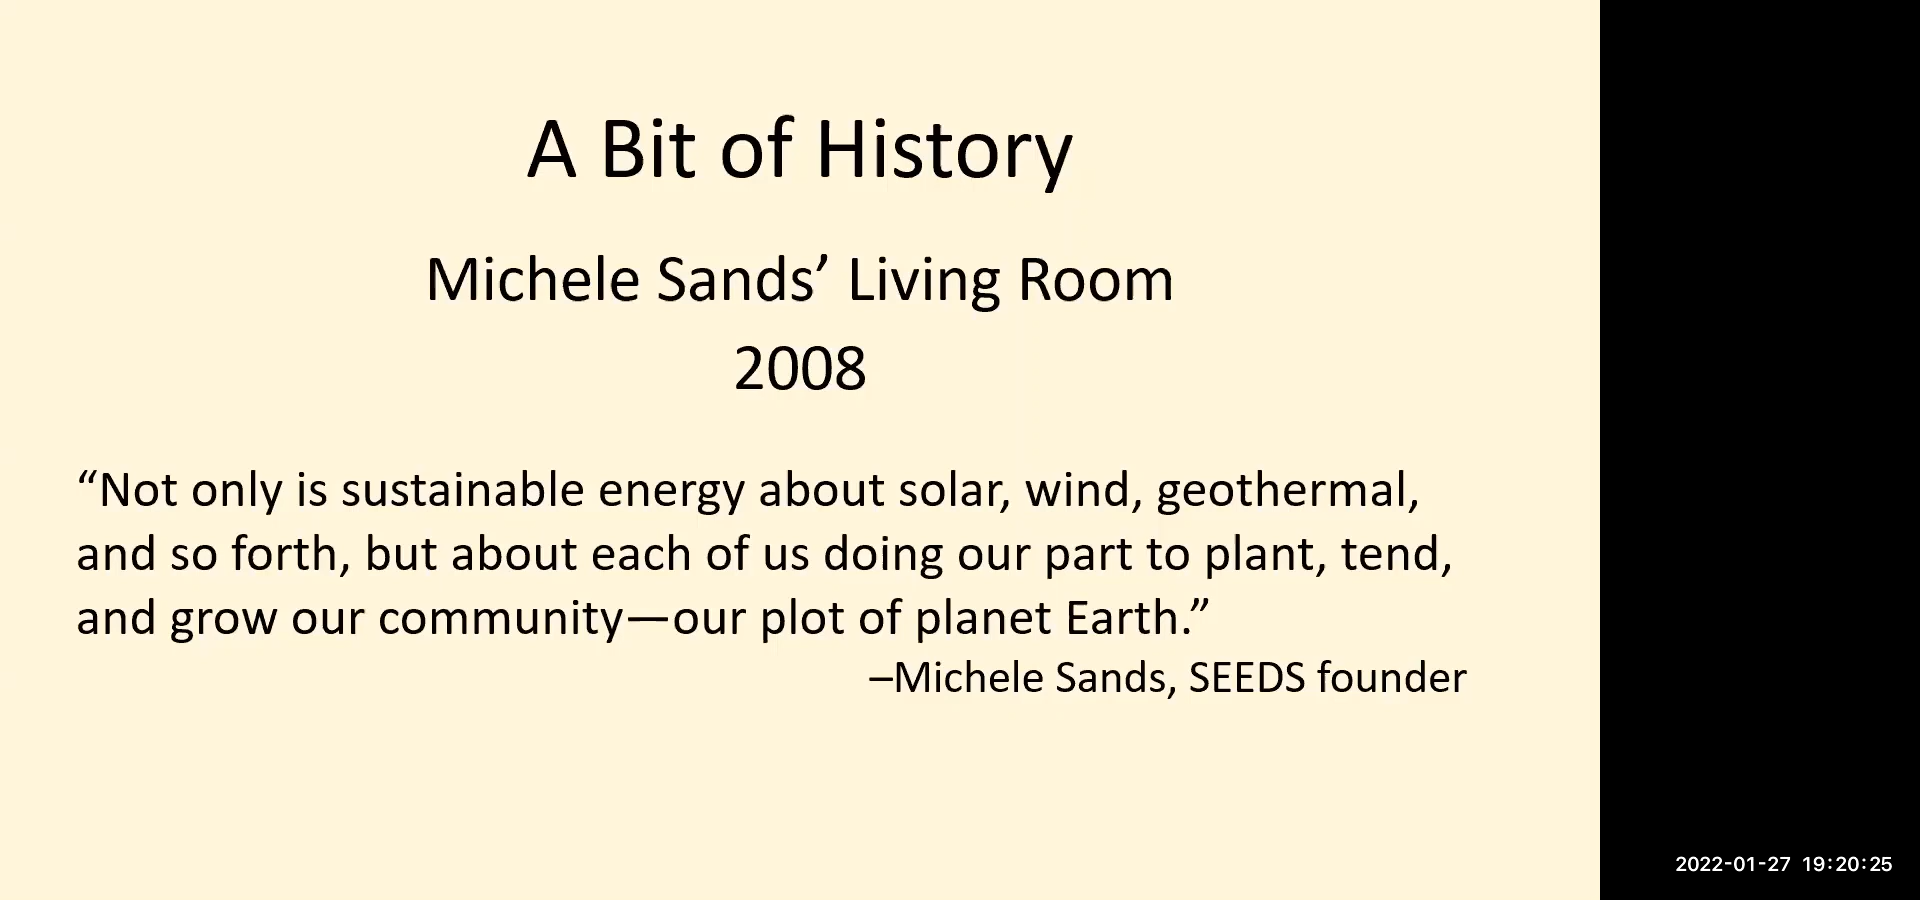 A Bit of History
Michele Sands’ Living Room
2008
“Not only is sustainable energy about solar, wind, geothermal,
and so forth, but about each of us doing our part to plant, tend,
and grow our community—our plot of planet Earth.”
–Michele Sands, SEEDS founder
2022-01-27 19:20:25